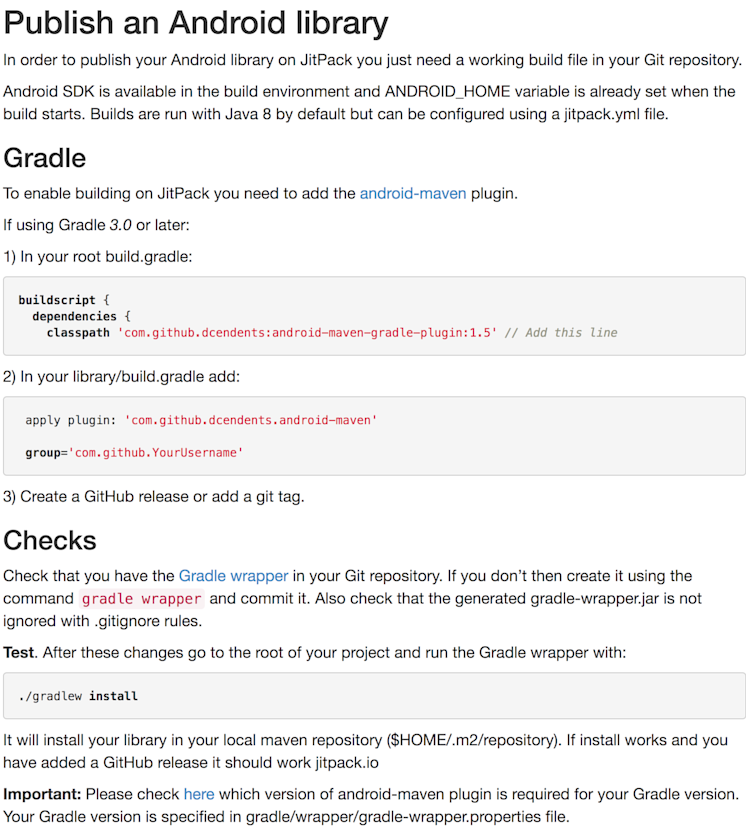 Publish an Android library
In order to publish your Android library on JitPack you just need a working build file in your Git repository.
Android SDK is available in the build environment and ANDROID_HOME variable is already set when the
build starts. Builds are run with Java 8 by default but can be configured using a jitpack.yml file.
Gradle
To enable building on JitPack you need to add the android-maven plugin.
If using Gradle 3.0 or later:
1) In your root build.gradle:
buildscript {
dependencies {
classpath 'com.github.dcendents:android-maven-gradle-plugin:1.5' // Add this line
2) In your library/build.gradle add:
apply plugin: 'com.github.dcendents.android-maven'
group='com.github.YourUsername'
3) Create a GitHub release or add a git tag.
Checks
Check that you have the Gradle wrapper in your Git repository. If you don’t then create it using the
command gradle wrapper and commit it. Also check that the generated gradle-wrapper.jar is not
ignored with .gitignore rules.
Test. After these changes go to the root of your project and run the Gradle wrapper with:
./gradlew install
It will install your library in your local maven repository ($HOME/.m2/repository). If install works and you
have added a GitHub release it should work jitpack.io
Important: Please check here which version of android-maven plugin is required for your Gradle version.
Your Gradle version is specified in gradle/wrapper/gradle-wrapper.properties file.